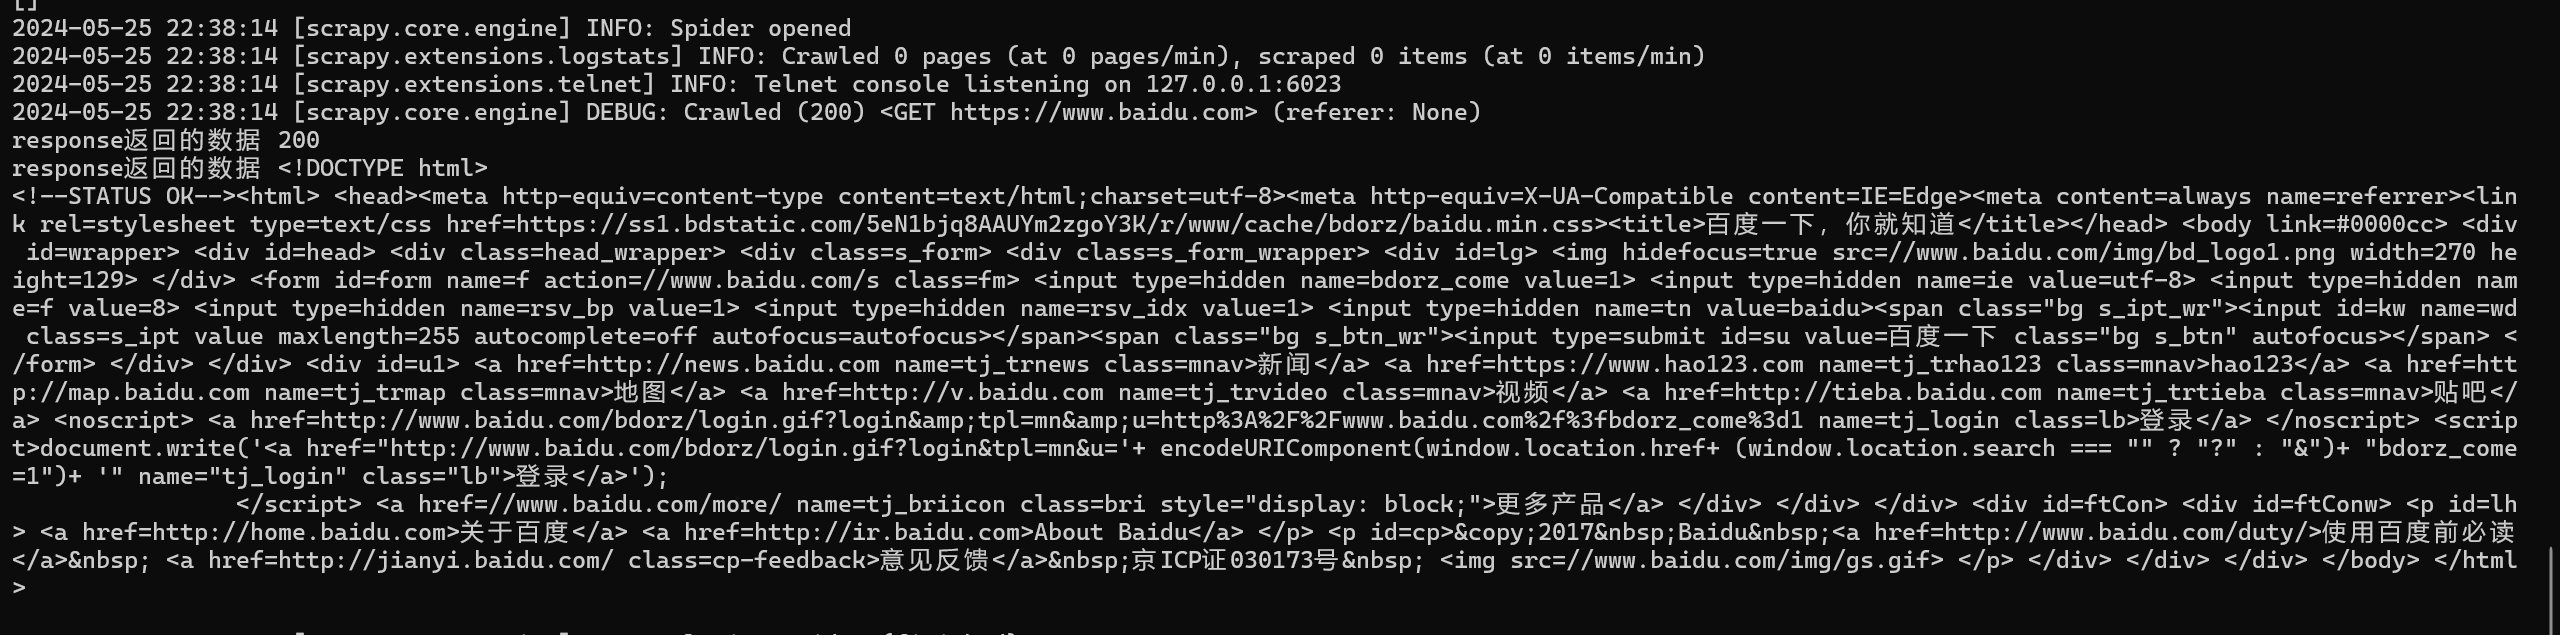 []
2024-05-25 22:38:14 [scrapy.core.engine] INFO: Spider opened
2024-05-25 22:38:14 [scrapy.extensions.logstats] INFO: Crawled 0 pages (at 0 pages/min), scraped 0 items (at 0 items/min)
2024-05-25 22:38:14 [scrapy.extensions.telnet] INFO: Telnet console listening on 127.0.0.1:6023
2024-05-25 22:38:14 [scrapy.core.engine] DEBUG: Crawled (200) <GET https://www.baidu.com> (referer: None)
response返回的数据 200
response返回的数据 <!DOCTYPE html>
<!--STATUS OK--><html> <head><meta http-equiv=content-type content=text/html;charset=utf-8><meta http-equiv=X-UA-Compatible content=IE=Edge><meta content=always name=referrer><lin
k rel=stylesheet type=text/css href=https://ss1.bdstatic.com/5eN1bjq8AAUYm2zgoY3K/r/www/cache/bdorz/baidu.min.css><title>百度一下，你就知道</title></head> <body link=#0000cc> <div
 id=wrapper> <div id=head> <div class=head_wrapper> <div class=s_form> <div class=s_form_wrapper> <div id=lg> <img hidefocus=true src=//www.baidu.com/img/bd_logo1.png width=270 he
ight=129> </div> <form id=form name=f action=//www.baidu.com/s class=fm> <input type=hidden name=bdorz_come value=1> <input type=hidden name=ie value=utf-8> <input type=hidden nam
e=f value=8> <input type=hidden name=rsv_bp value=1> <input type=hidden name=rsv_idx value=1> <input type=hidden name=tn value=baidu><span class="bg s_ipt_wr"><input id=kw name=wd
 class=s_ipt value maxlength=255 autocomplete=off autofocus=autofocus></span><span class="bg s_btn_wr"><input type=submit id=su value=百度一下 class="bg s_btn" autofocus></span> <
/form> </div> </div> <div id=u1> <a href=http://news.baidu.com name=tj_trnews class=mnav>新闻</a> <a href=https://www.hao123.com name=tj_trhao123 class=mnav>hao123</a> <a href=htt
p://map.baidu.com name=tj_trmap class=mnav>地图</a> <a href=http://v.baidu.com name=tj_trvideo class=mnav>视频</a> <a href=http://tieba.baidu.com name=tj_trtieba class=mnav>贴吧</
a> <noscript> <a href=http://www.baidu.com/bdorz/login.gif?login&amp;tpl=mn&amp;u=http%3A%2F%2Fwww.baidu.com%2f%3fbdorz_come%3d1 name=tj_login class=lb>登录</a> </noscript> <scrip
t>document.write('<a href="http://www.baidu.com/bdorz/login.gif?login&tpl=mn&u='+ encodeURIComponent(window.location.href+ (window.location.search === "" ? "?" : "&")+ "bdorz_come
=1")+ '" name="tj_login" class="lb">登录</a>');
                </script> <a href=//www.baidu.com/more/ name=tj_briicon class=bri style="display: block;">更多产品</a> </div> </div> </div> <div id=ftCon> <div id=ftConw> <p id=lh
> <a href=http://home.baidu.com>关于百度</a> <a href=http://ir.baidu.com>About Baidu</a> </p> <p id=cp>&copy;2017&nbsp;Baidu&nbsp;<a href=http://www.baidu.com/duty/>使用百度前必读
</a>&nbsp; <a href=http://jianyi.baidu.com/ class=cp-feedback>意见反馈</a>&nbsp;京ICP证030173号&nbsp; <img src=//www.baidu.com/img/gs.gif> </p> </div> </div> </div> </body> </html
>